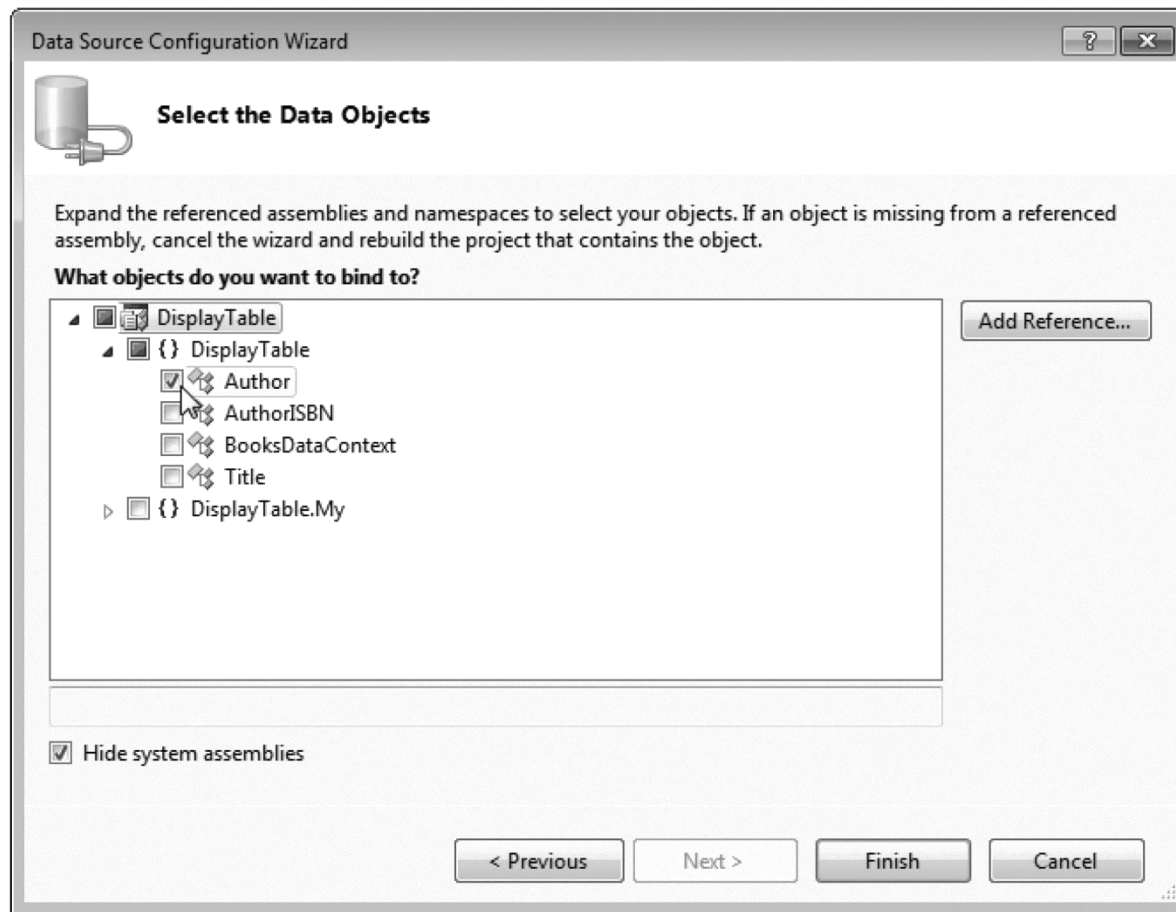 Data Source Configuration Wizard
Select the Data Objects
Expand the referenced assemblies and namespaces to select your objects. If an object is missing from a referenced
assembly, cancel the wizard and rebuild the project that contains the object.
What objects do you want to bind to?
DisplayTable
Add Reference...
{} DisplayTable
Author
AuthorISBN
BooksDataContext
Title
{} DisplayTable.My
Hide system assemblies
< Previous
Next >
Finish
Cancel